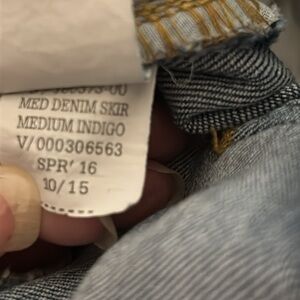 MED DENIM SKIR
MEDIUM INDIGO
V/000306563
SPR' 16
10/15